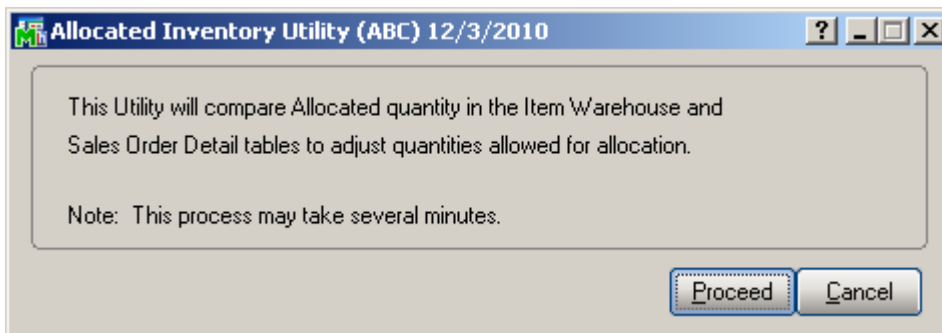 Allocated Inventory Utility (ABC) 12/3/2010
This Utility will compare Allocated quantity in the Item Warehouse and
Sales Order Detail tables to adjust quantities allowed for allocation.
Note: This process may take several minutes.
Proceed Cancel